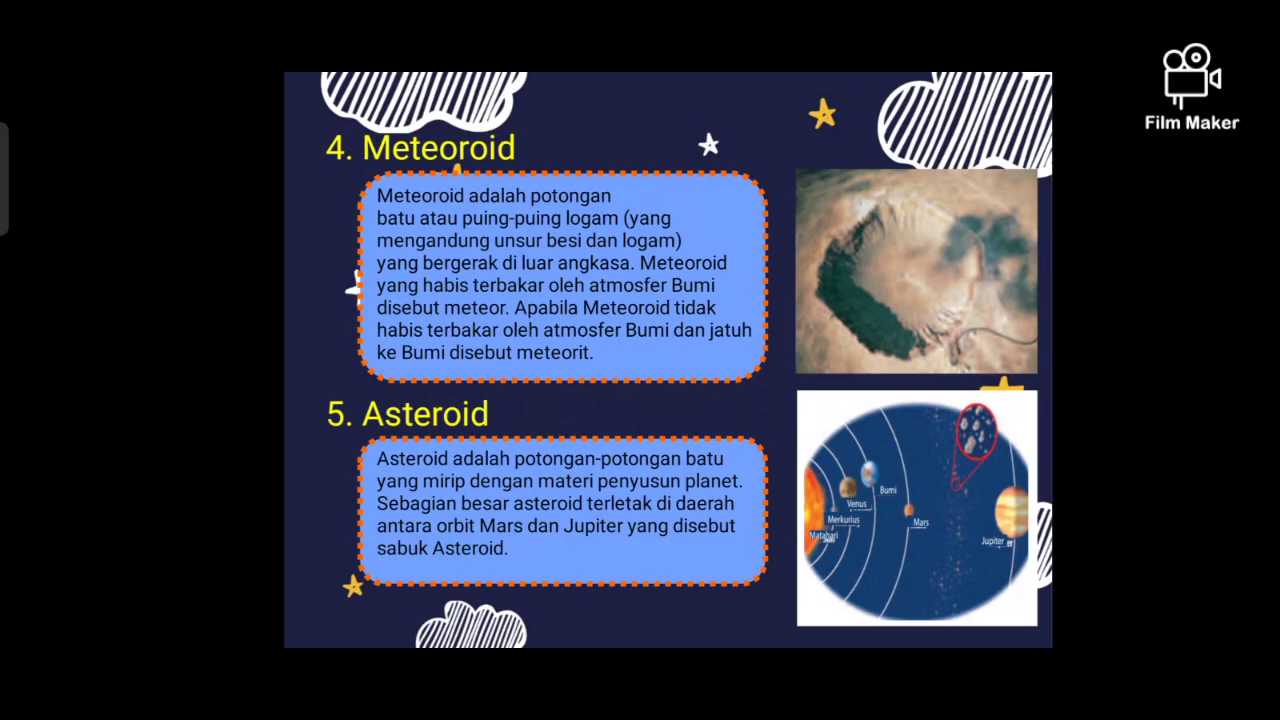 Film Maker
4. Meteoroid
Meteoroid adalah potongan
batu atau puing-puing logam (yang
mengandung unsur besi dan logam)
yang bergerak di luar angkasa. Meteoroid
yang habis terbakar oleh atmosfer Bumi
disebut meteor. Apabila Meteoroid tidak
habis terbakar oleh atmosfer Bumi dan jatuh
ke Bumi disebut meteorit.
5. Asteroid
Asteroid adalah potongan-potongan batu
yang mirip dengan materi penyusun planet.
Sebagian besar asteroid terletak di daerah
antara orbit Mars dan Jupiter yang disebut
sabuk Asteroid.
Bumi
Venus
Merkurius
Mars
Matahari
Jupiter